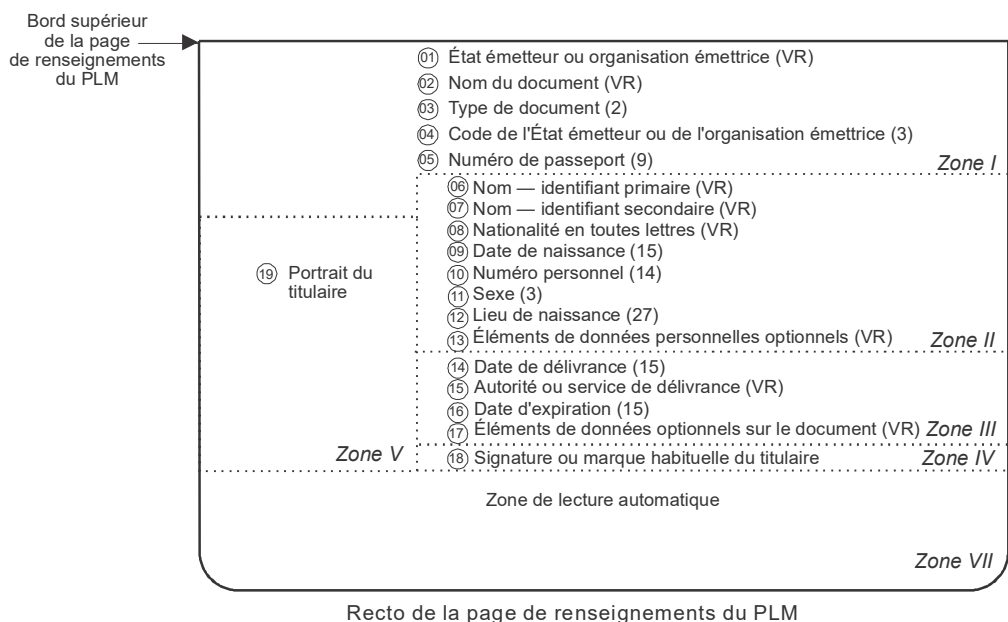 Bord supérieur
de la page
de renseignements
du PLM
01 État émetteur ou organisation émettrice (VR)
02 Nom du document (VR)
03 Type de document (2)
04 Code de l'État émetteur ou de l'organisation émettrice (3)
05 Numéro de passeport (9)
Zone I
06 Nom — identifiant primaire (VR)
07 Nom — identifiant secondaire (VR)
08 Nationalité en toutes lettres (VR)
09 Date de naissance (15)
10 Numéro personnel (14)
11 Sexe (3)
12 Lieu de naissance (27)
13 Éléments de données personnelles optionnels (VR)
Zone II
19 Portrait du
titulaire
Zone V
14 Date de délivrance (15)
15 Autorité ou service de délivrance (VR)
16 Date d'expiration (15)
17 Éléments de données optionnels sur le document (VR)
Zone III
18 Signature ou marque habituelle du titulaire
Zone IV
Zone de lecture automatique
Zone VII
Recto de la page de renseignements du PLM